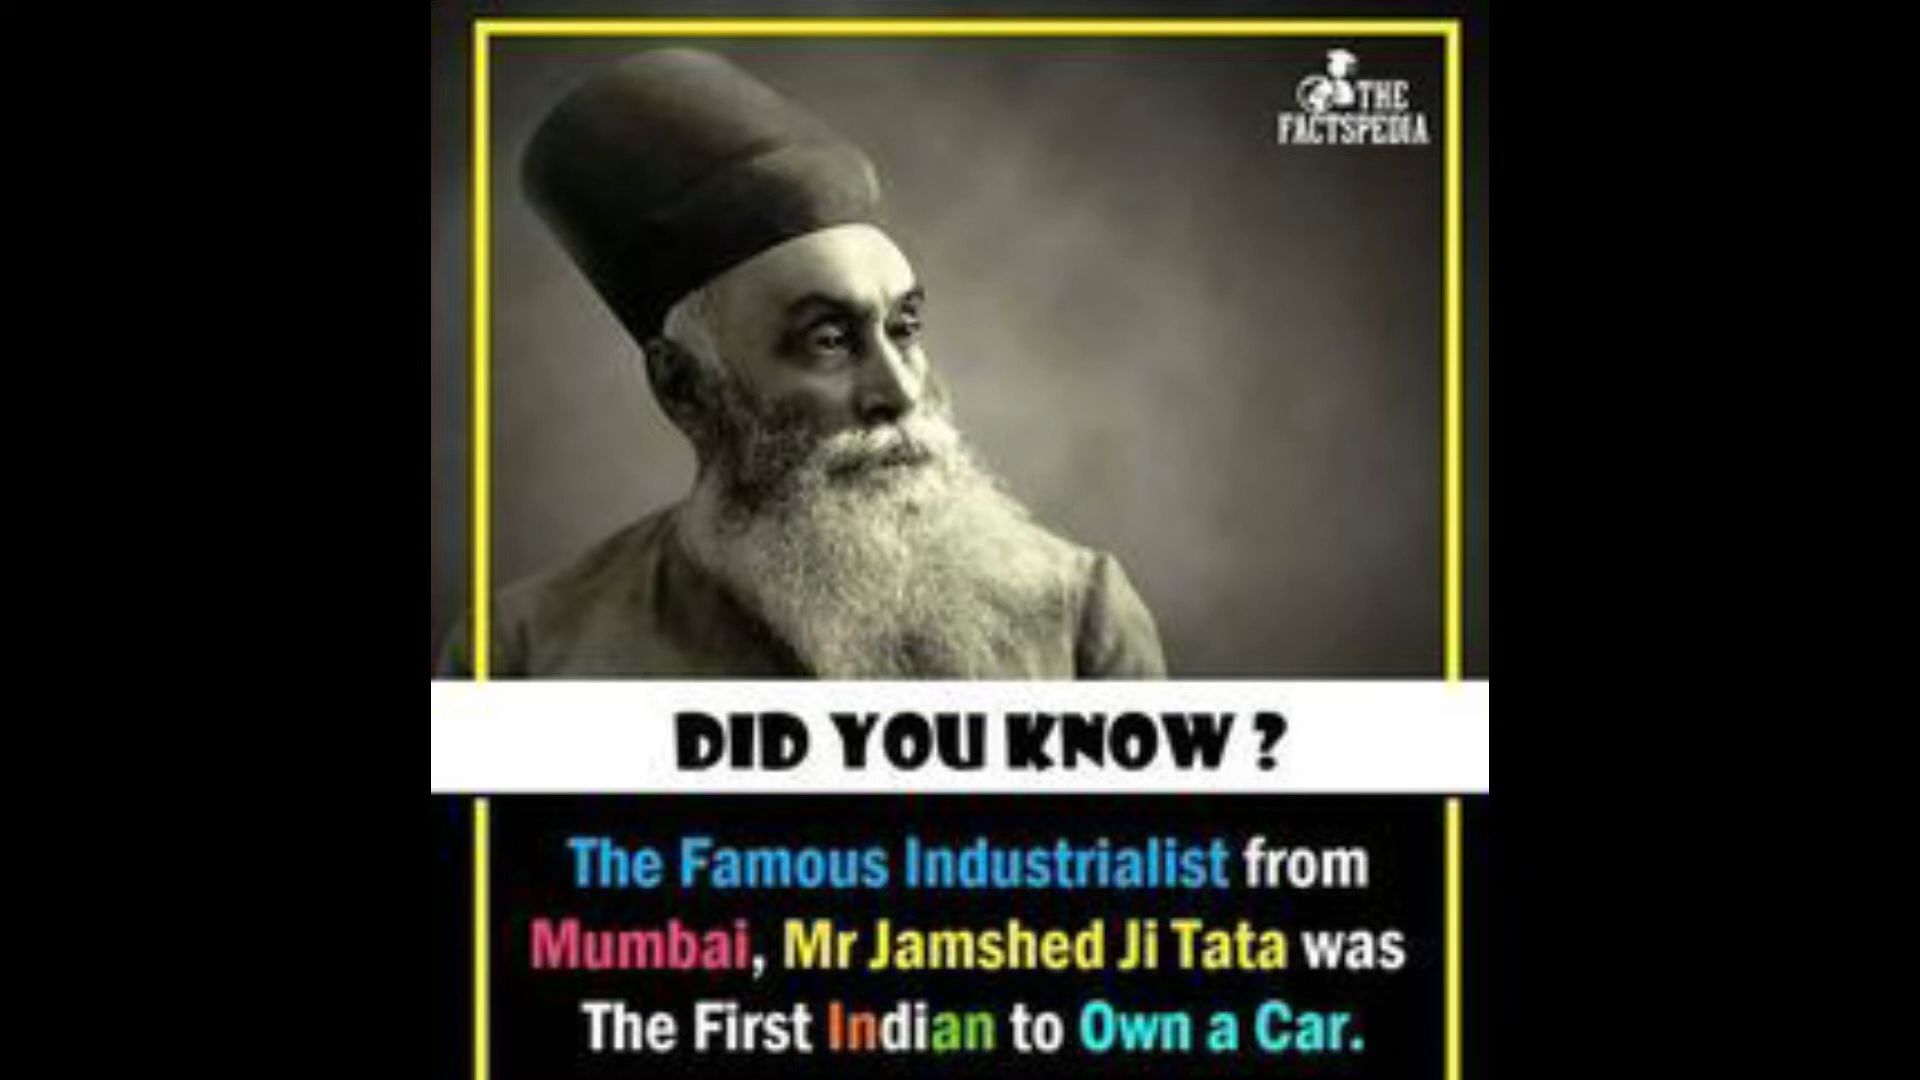 THE
FACTSPEDIA
DID YOU KNOW ?
The Famous Industrialist from
Mumbai, Mr Jamshed Ji Tata was
The First Indian to Own a Car.